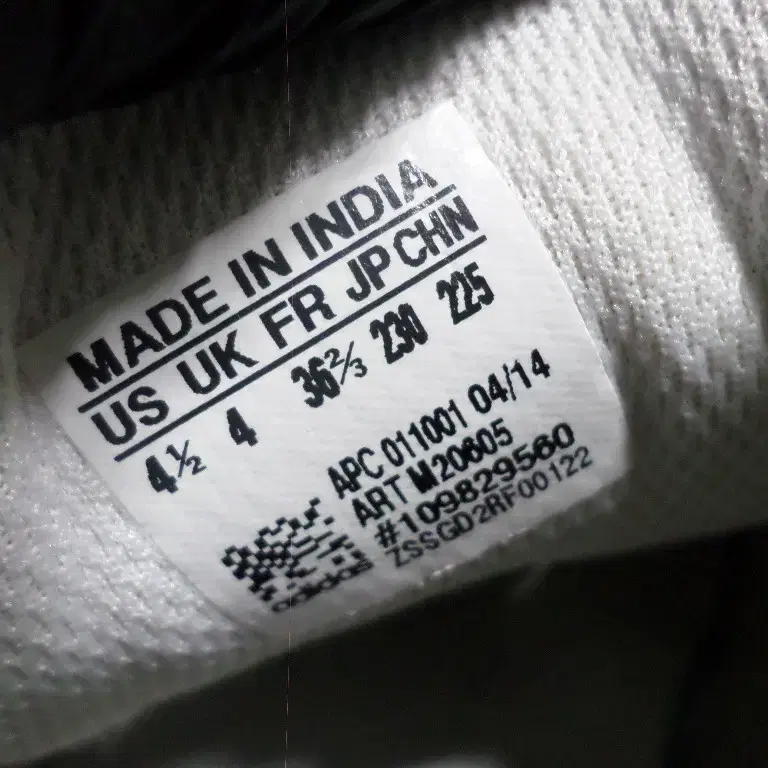 MADE IN INDIA
US UK FR JP CHN
4½ 4 36⅔ 230 225
APC 011001 04/14
ART M20605
#109829560
ZSSGD2RF00122
adidas